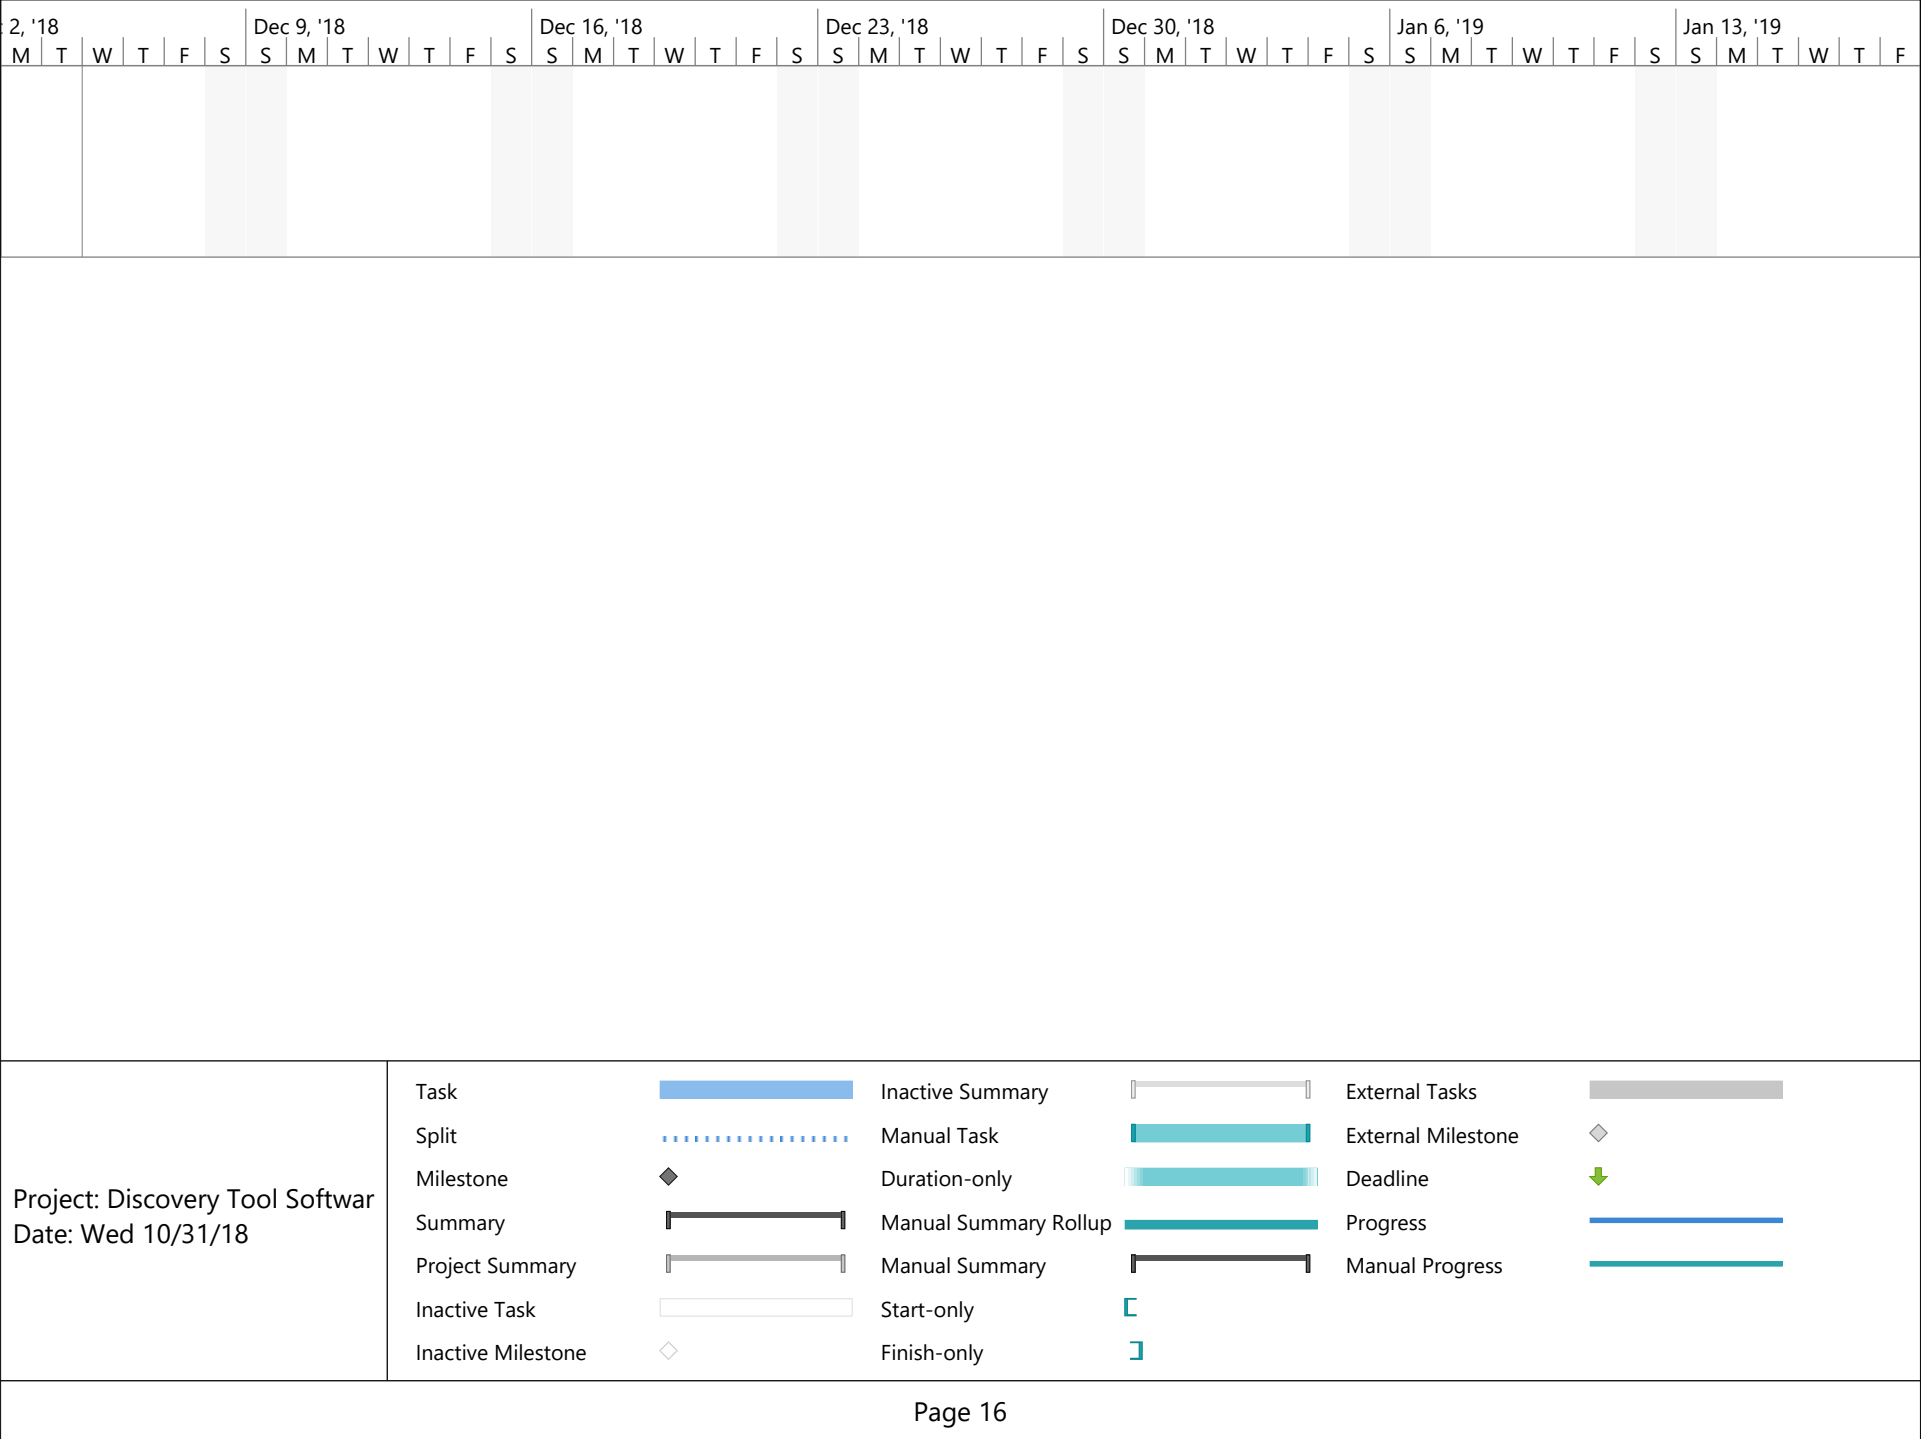 2, '18 Dec 9, '18 Dec 16, '18 Dec 23, '18 Dec 30, '18 Jan 6, '19 Jan 13, '19
M T W T F S S M T W T F S S M T W T F S S M T W T F S S M T W T F S S M T W T F S S M T W T F
Task Inactive Summary External Tasks
Split Manual Task External Milestone
Milestone Duration-only Deadline
Project: Discovery Tool Softwar
Date: Wed 10/31/18
Summary Manual Summary Rollup Progress
Project Summary Manual Summary Manual Progress
Inactive Task Start-only
Inactive Milestone Finish-only
Page 16